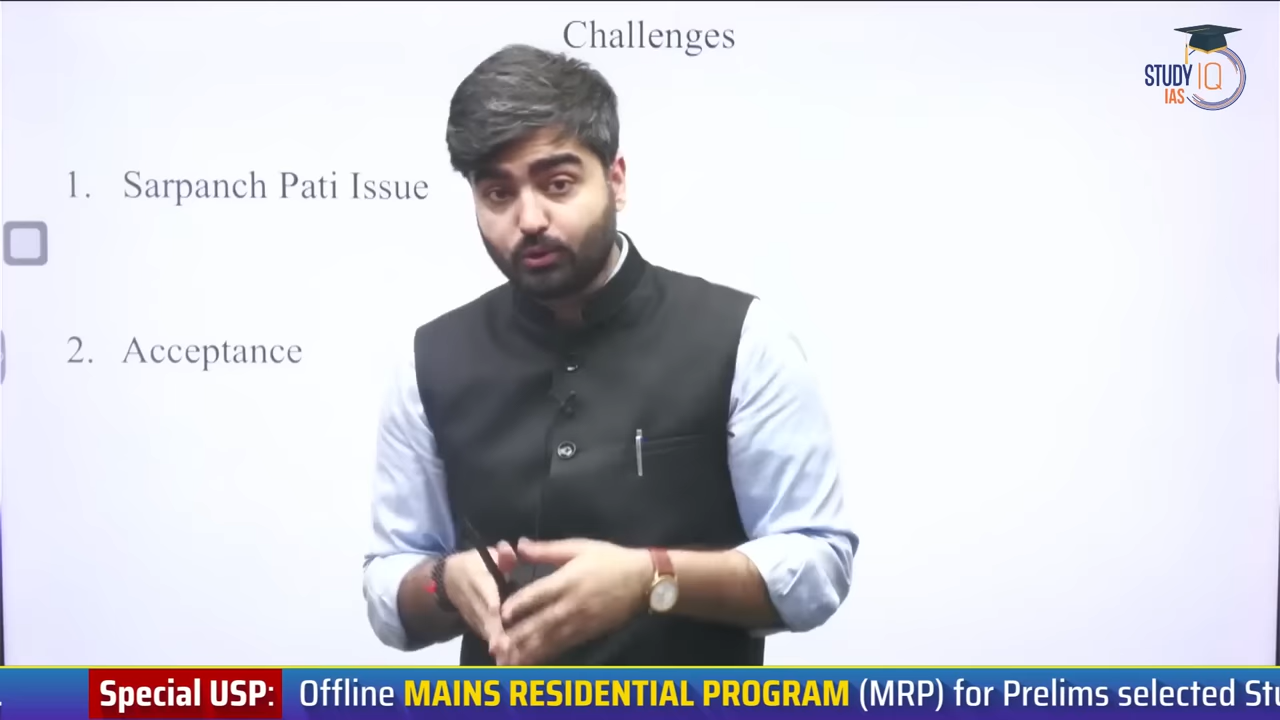 Challenges
STUDY IQ
IAS
1. Sarpanch Pati Issue
2. Acceptance
Special USP: Offline MAINS RESIDENTIAL PROGRAM (MRP) for Prelims selected Stu